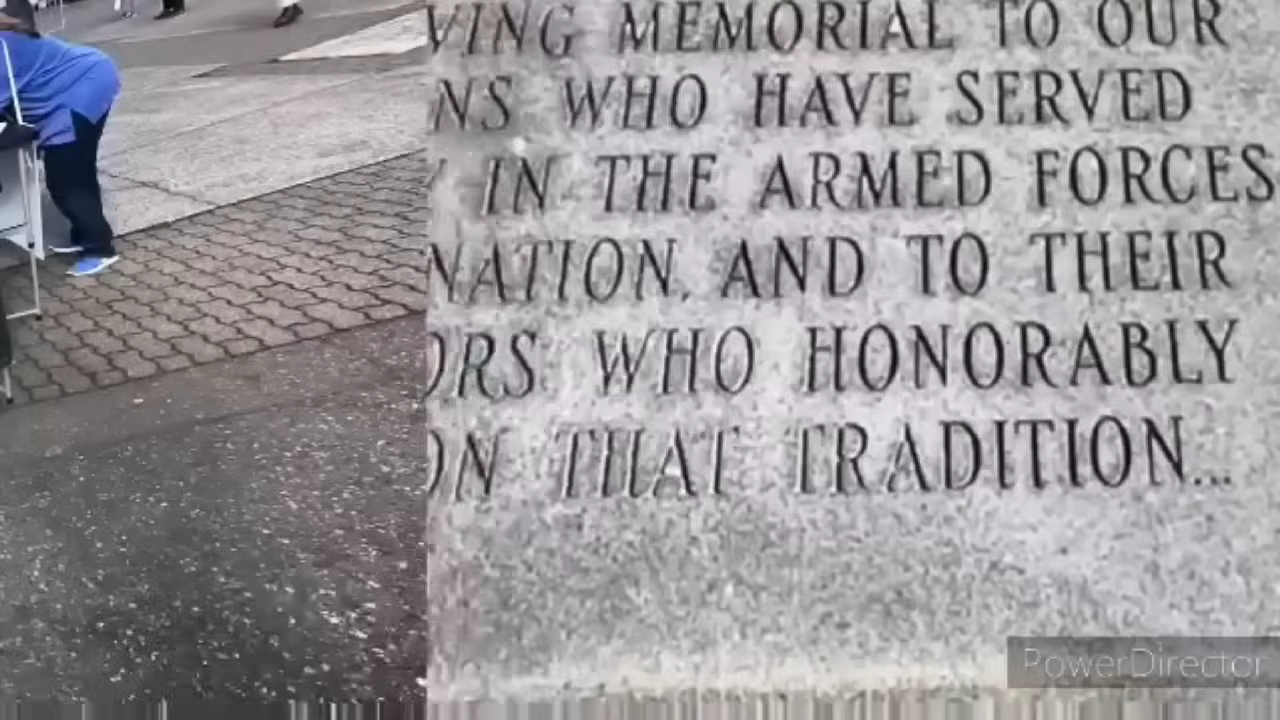 VING MEMORIAL TO OUR
NS WHO HAVE SERVED
IN THE ARMED FORCES
NATION, AND TO THEIR
ORS WHO HONORABLY
ON THAT TRADITION...
PowerDirector